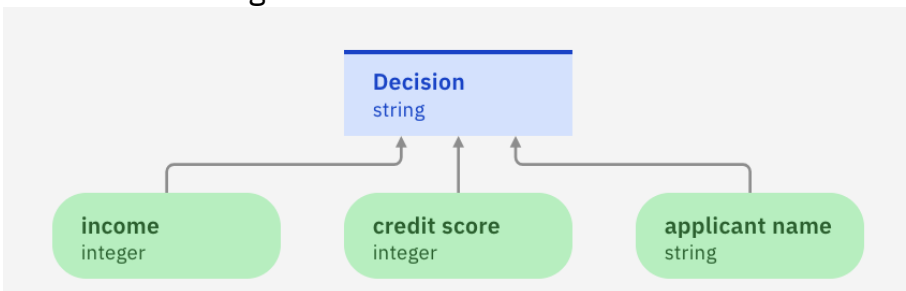 Decision
string
income
integer
credit score
integer
applicant name
string